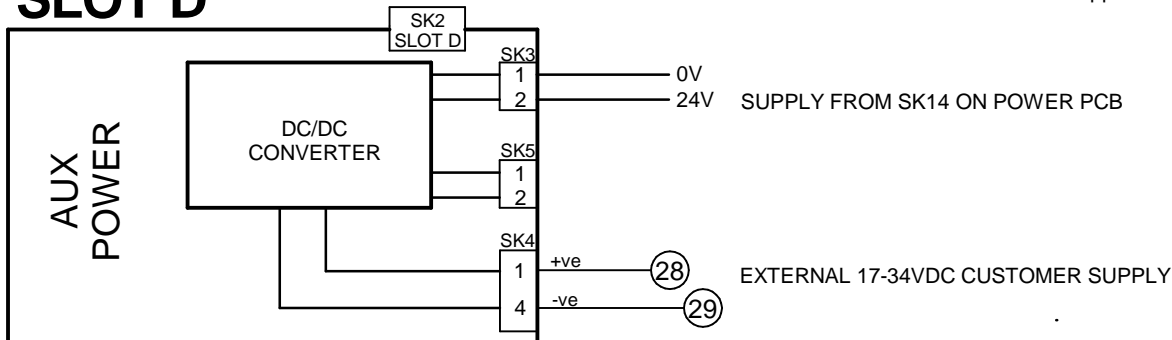 SLOT D
SK2
SLOT D
SK3
1
0V
2
24V
SUPPLY FROM SK14 ON POWER PCB
DC/DC
CONVERTER
AUX
POWER
SK5
1
2
SK4
1
+ve
28
EXTERNAL 17-34VDC CUSTOMER SUPPLY
4
-ve
29